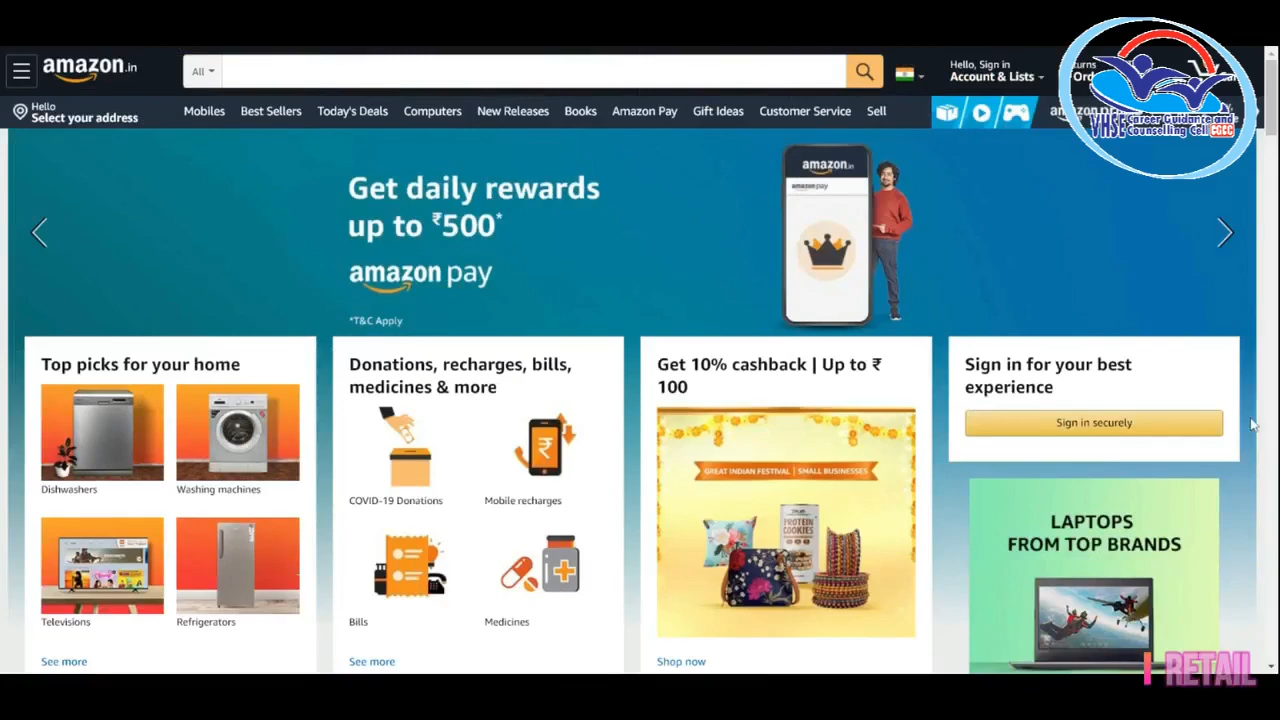 amazon.in
All
Hello, Sign in
Account & Lists
Hello
Select your address
Mobiles
Best Sellers
Today's Deals
Computers
New Releases
Books
Amazon Pay
Gift Ideas
Customer Service
Sell
VHSE Career Guidance and
Counselling Cell CGCC
Get daily rewards
up to ₹500*
amazon pay
*T&C Apply
amazon.in
amazon pay
Top picks for your home
Dishwashers
Washing machines
Televisions
Refrigerators
See more
Donations, recharges, bills,
medicines & more
COVID-19 Donations
Mobile recharges
Bills
Medicines
See more
Get 10% cashback | Up to ₹
100
GREAT INDIAN FESTIVAL | SMALL BUSINESSES
PROTEIN
COOKIES
Shop now
Sign in for your best
experience
Sign in securely
LAPTOPS
FROM TOP BRANDS
RETAIL